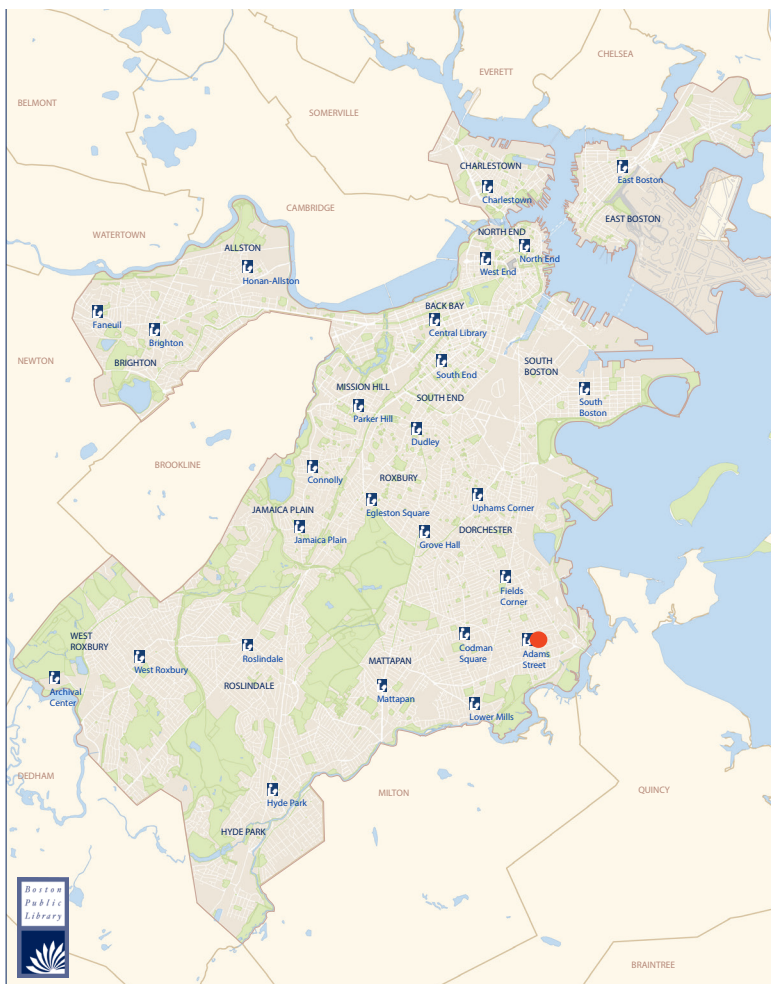 CHELSEA
EVERETT
BELMONT
SOMERVILLE
CHARLESTOWN
East Boston
Charlestown
CAMBRIDGE
EAST BOSTON
WATERTOWN
NORTH END
ALLSTON
North End
West End
Honan-Allston
BACK BAY
Faneuil
Central Library
Brighton
NEWTON
BRIGHTON
SOUTH
BOSTON
South End
MISSION HILL
SOUTH END
South
Boston
Parker Hill
Dudley
BROOKLINE
Connolly
ROXBURY
JAMAICA PLAIN
Egleston Square
Uphams Corner
DORCHESTER
Jamaica Plain
Grove Hall
Fields
Corner
WEST
ROXBURY
Roslindale
Codman
Square
Adams
Street
West Roxbury
MATTAPAN
ROSLINDALE
Archival
Center
Mattapan
Lower Mills
DEDHAM
Hyde Park
MILTON
QUINCY
HYDE PARK
Boston
Public
Library
BRAINTREE